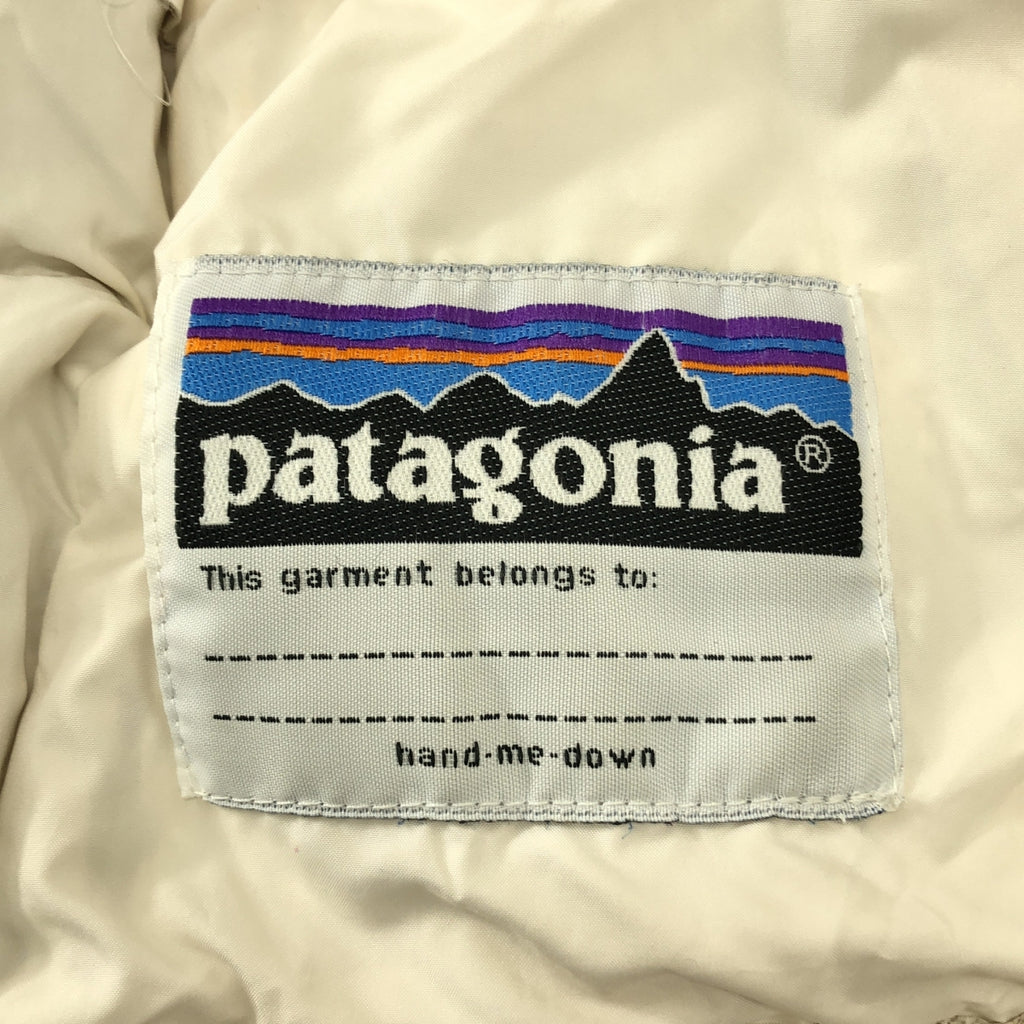 patagonia®
This garment belongs to:
hand-me-down